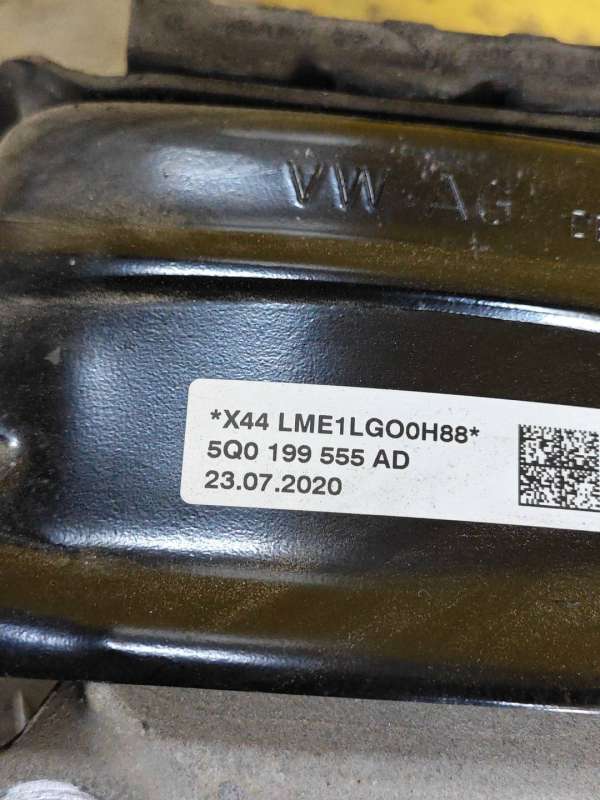 VW AG
*X44 LME1LGO0H88*
5Q0 199 555 AD
23.07.2020